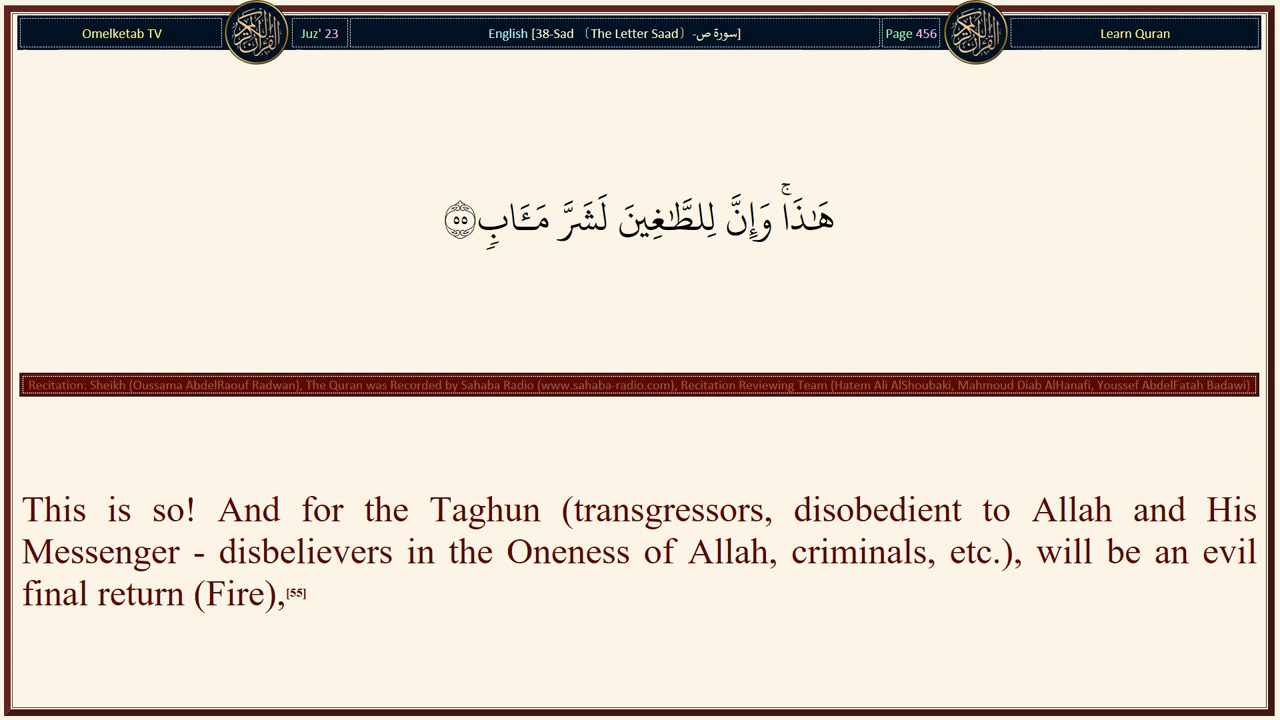 Omelketab TV
Juz' 23
English [38-Sad （The Letter Saad）-سورة ص]
Page 456
Learn Quran
هَـٰذَا ۚ وَإِنَّ لِلطَّـٰغِينَ لَشَرَّ مَـَٔابٍ ٥٥
Recitation: Sheikh (Oussama AbdelRaouf Radwan), The Quran was Recorded by Sahaba Radio (www.sahaba-radio.com), Recitation Reviewing Team (Hatem Ali AlShoubaki, Mahmoud Diab AlHanafi, Youssef AbdelFatah Badawi)
This is so! And for the Taghun (transgressors, disobedient to Allah and His
Messenger - disbelievers in the Oneness of Allah, criminals, etc.), will be an evil
final return (Fire),[55]